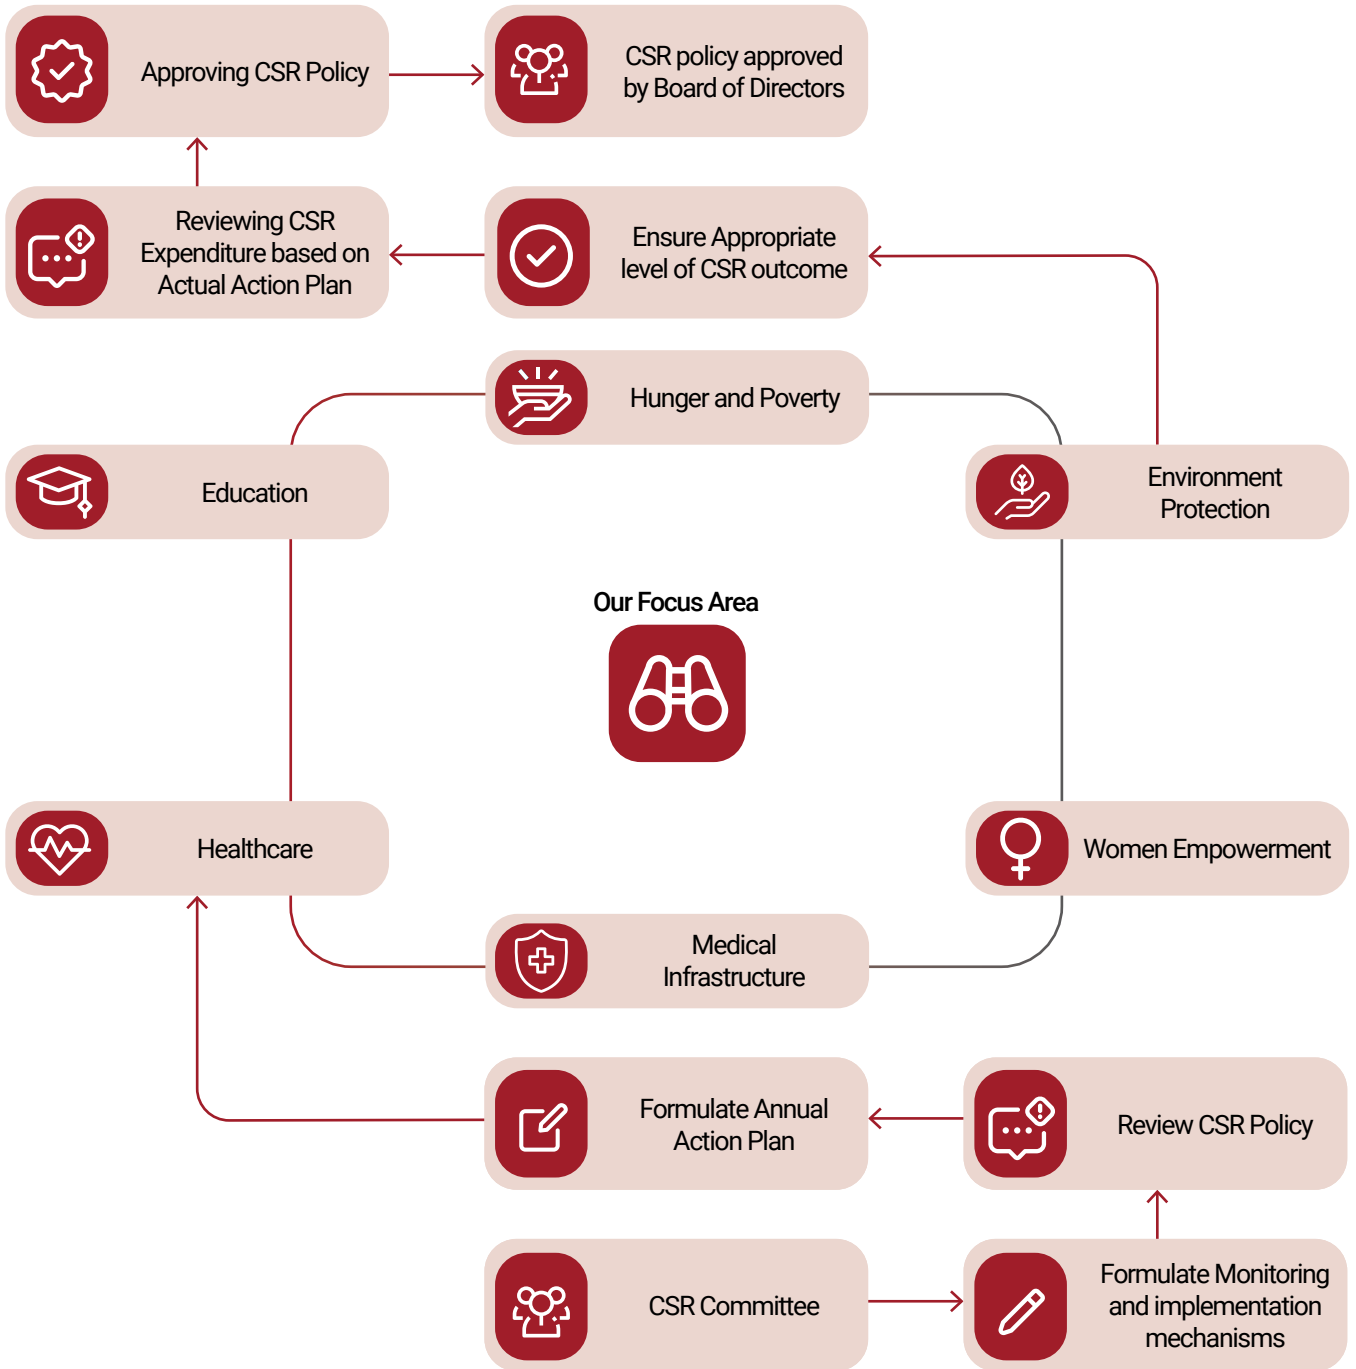 Approving CSR Policy
CSR policy approved
by Board of Directors
Reviewing CSR
Expenditure based on
Actual Action Plan
Ensure Appropriate
level of CSR outcome
Hunger and Poverty
Education
Environment
Protection
Our Focus Area
Healthcare
Women Empowerment
Medical
Infrastructure
Formulate Annual
Action Plan
Review CSR Policy
CSR Committee
Formulate Monitoring
and implementation
mechanisms